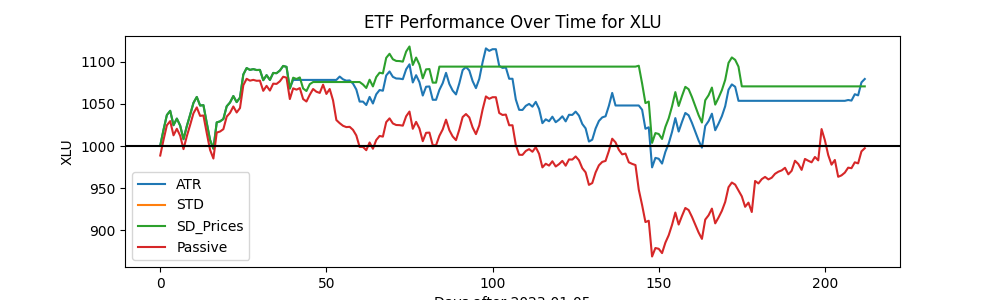 ETF Performance Over Time for XLU
XLU
1100
1050
1000
950
900
ATR
STD
SD_Prices
Passive
0
50
100
150
200
Days after 2023-01-05